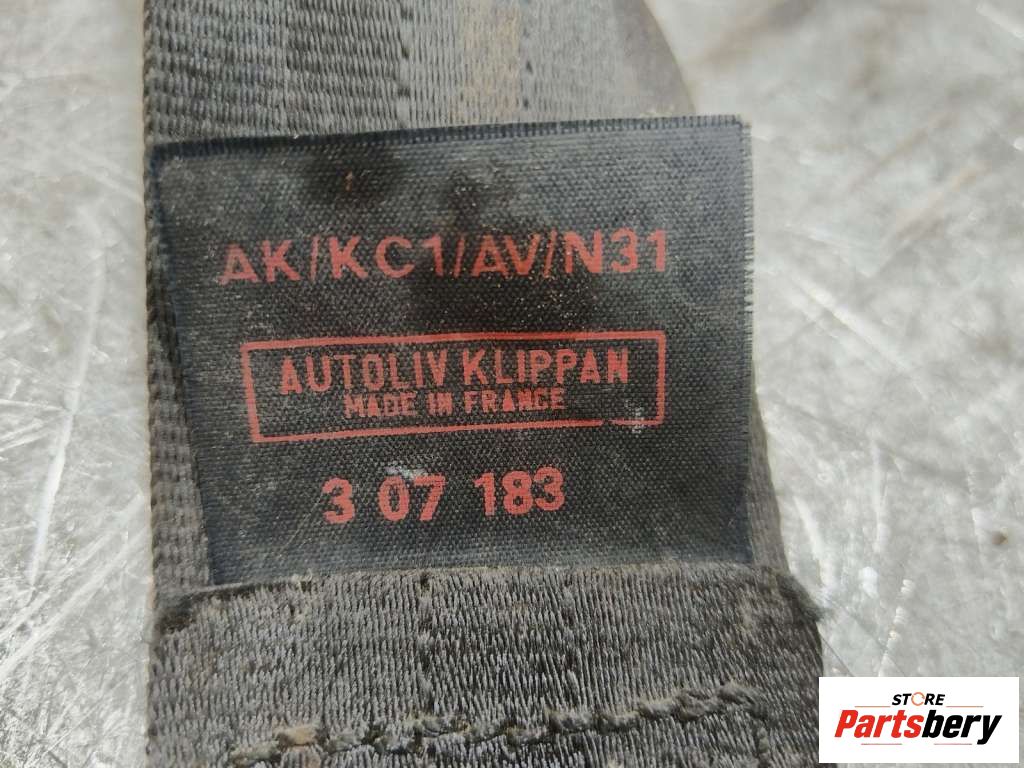 AK/KC1/AV/N31
AUTOLIV KLIPPAN
MADE IN FRANCE
3 07 183
STORE
Partsbery